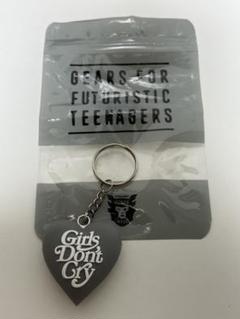 GEARS FOR
FUTURISTIC
TEENAGERS
Girls
Don't
Cry